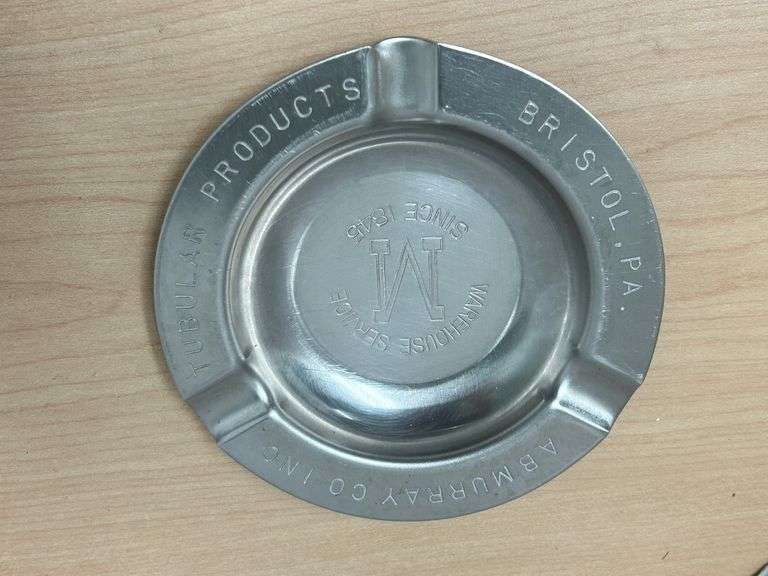 TUBULAR PRODUCTS
BRISTOL, PA.
A B MURRAY CO INC
WAREHOUSE SERVICE
M
SINCE 1845